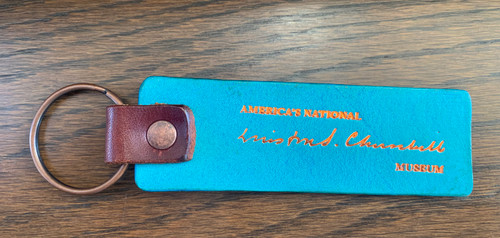 AMERICA'S NATIONAL
Winston S. Churchill
MUSEUM